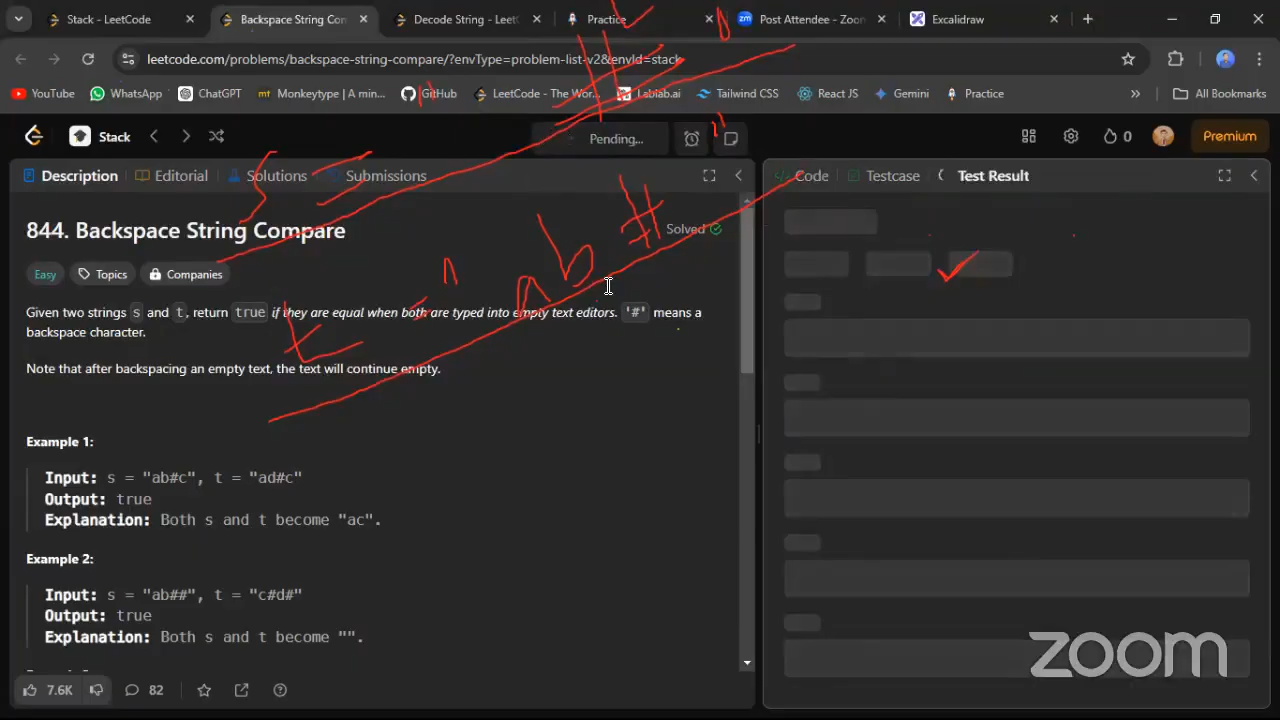 Stack - LeetCode
Backspace String Con
Decode String - LeetC
Practice
Post Attendee - Zoom
Excalidraw
leetcode.com/problems/backspace-string-compare/?envType=problem-list-v2&envId=stack
YouTube
WhatsApp
ChatGPT
Monkeytype | A min...
GitHub
LeetCode - The Wor...
Lablab.ai
Tailwind CSS
React JS
Gemini
Practice
All Bookmarks
Stack
Pending...
0
Premium
Description
Editorial
Solutions
Submissions
Code
Testcase
Test Result
844. Backspace String Compare
Solved
Easy
Topics
Companies
Given two strings s and t, return true if they are equal when both are typed into empty text editors. '#' means a
backspace character.
Note that after backspacing an empty text, the text will continue empty.
Example 1:
Input: s = "ab#c", t = "ad#c"
Output: true
Explanation: Both s and t become "ac".
Example 2:
Input: s = "ab##", t = "c#d#"
Output: true
Explanation: Both s and t become "".
7.6K
82
s =
t = " ab #
zoom